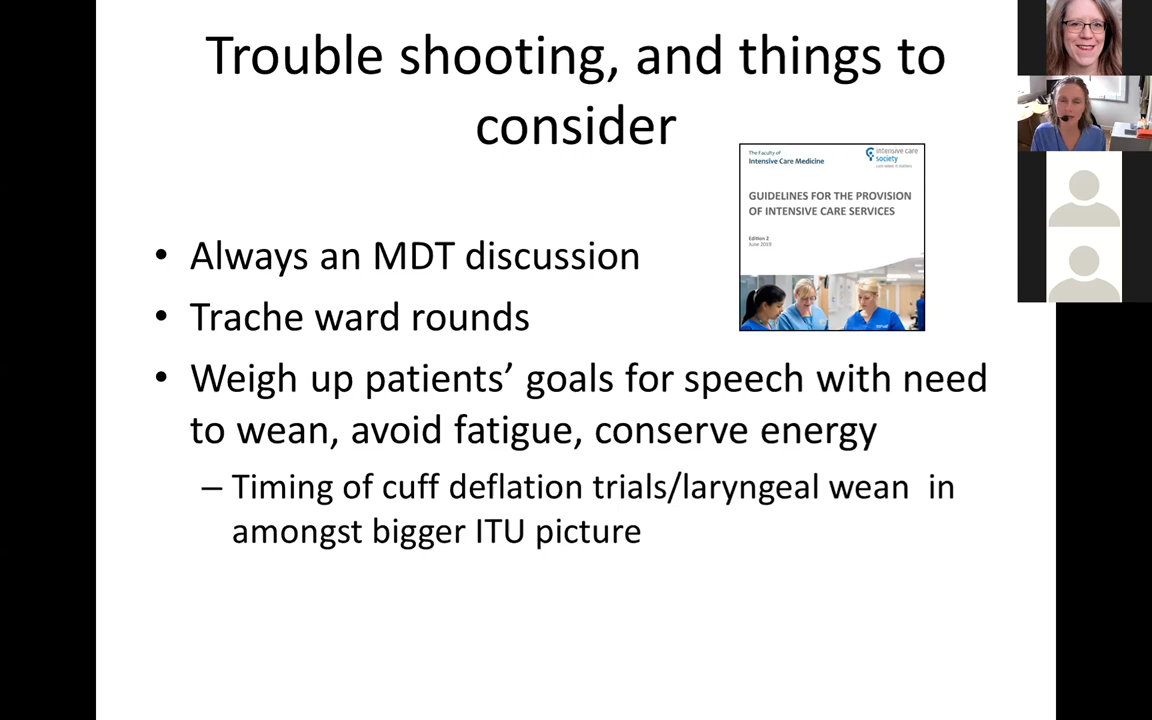 Trouble shooting, and things to
consider
The Faculty of
Intensive Care Medicine
intensive care
society
GUIDELINES FOR THE PROVISION
OF INTENSIVE CARE SERVICES
Edition 2
June 2019
• Always an MDT discussion
• Trache ward rounds
• Weigh up patients’ goals for speech with need
to wean, avoid fatigue, conserve energy
– Timing of cuff deflation trials/laryngeal wean  in
amongst bigger ITU picture